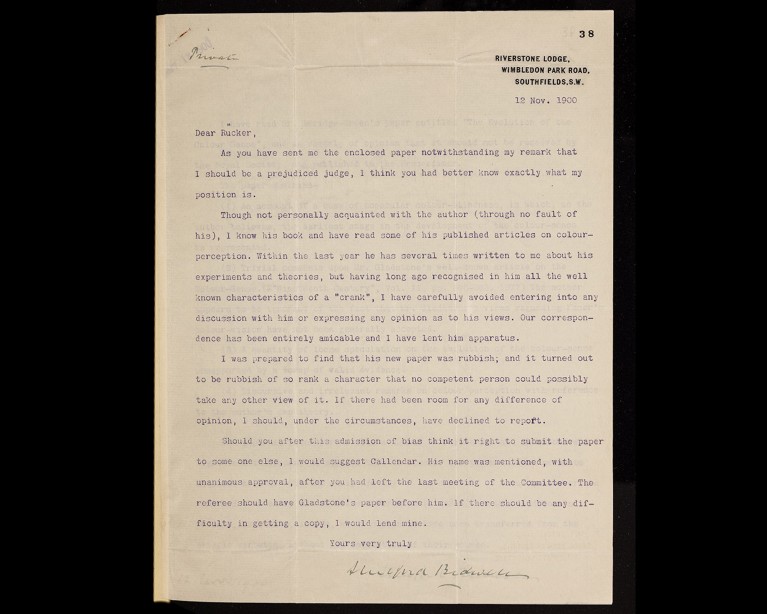 38
Private
RIVERSTONE LODGE,
WIMBLEDON PARK ROAD,
SOUTHFIELDS, S.W.
12 Nov. 1900
Dear Rücker,
As you have sent me the enclosed paper notwithstanding my remark that
I should be a prejudiced judge, I think you had better know exactly what my
position is.
Though not personally acquainted with the author (through no fault of
his), I know his book and have read some of his published articles on colour-
perception. Within the last year he has several times written to me about his
experiments and theories, but having long ago recognised in him all the well
known characteristics of a "crank", I have carefully avoided entering into any
discussion with him or expressing any opinion as to his views. Our correspon-
dence has been entirely amicable and I have lent him apparatus.
I was prepared to find that his new paper was rubbish; and it turned out
to be rubbish of so rank a character that no competent person could possibly
take any other view of it. If there had been room for any difference of
opinion, I should, under the circumstances, have declined to report.
Should you after this admission of bias think it right to submit the paper
to some one else, I would suggest Callendar. His name was mentioned, with
unanimous approval, after you had left the last meeting of the Committee. The
referee should have Gladstone's paper before him. If there should be any dif-
ficulty in getting a copy, I would lend mine.
Yours very truly
Shelford Bidwell